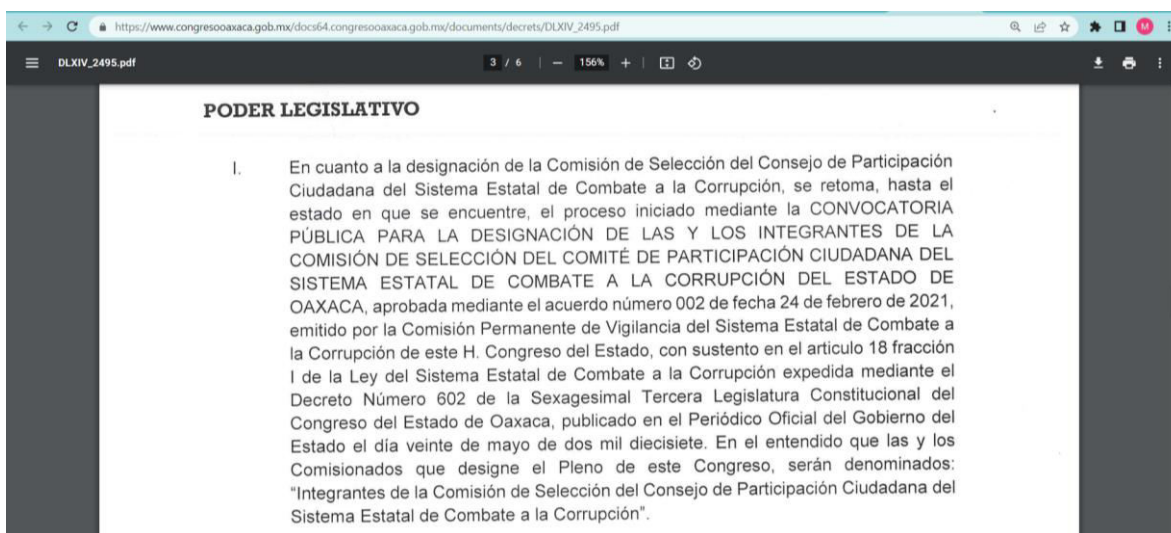 https://www.congresooaxaca.gob.mx/docs64.congresooaxaca.gob.mx/documents/decrets/DLXIV_2495.pdf
M
DLXIV_2495.pdf
3 / 6 | — 156% + |
PODER LEGISLATIVO
I. En cuanto a la designación de la Comisión de Selección del Consejo de Participación
Ciudadana del Sistema Estatal de Combate a la Corrupción, se retoma, hasta el
estado en que se encuentre, el proceso iniciado mediante la CONVOCATORIA
PÚBLICA PARA LA DESIGNACIÓN DE LAS Y LOS INTEGRANTES DE LA
COMISIÓN DE SELECCIÓN DEL COMITÉ DE PARTICIPACIÓN CIUDADANA DEL
SISTEMA ESTATAL DE COMBATE A LA CORRUPCIÓN DEL ESTADO DE
OAXACA, aprobada mediante el acuerdo número 002 de fecha 24 de febrero de 2021,
emitido por la Comisión Permanente de Vigilancia del Sistema Estatal de Combate a
la Corrupción de este H. Congreso del Estado, con sustento en el articulo 18 fracción
I de la Ley del Sistema Estatal de Combate a la Corrupción expedida mediante el
Decreto Número 602 de la Sexagesimal Tercera Legislatura Constitucional del
Congreso del Estado de Oaxaca, publicado en el Periódico Oficial del Gobierno del
Estado el día veinte de mayo de dos mil diecisiete. En el entendido que las y los
Comisionados que designe el Pleno de este Congreso, serán denominados:
“Integrantes de la Comisión de Selección del Consejo de Participación Ciudadana del
Sistema Estatal de Combate a la Corrupción”.